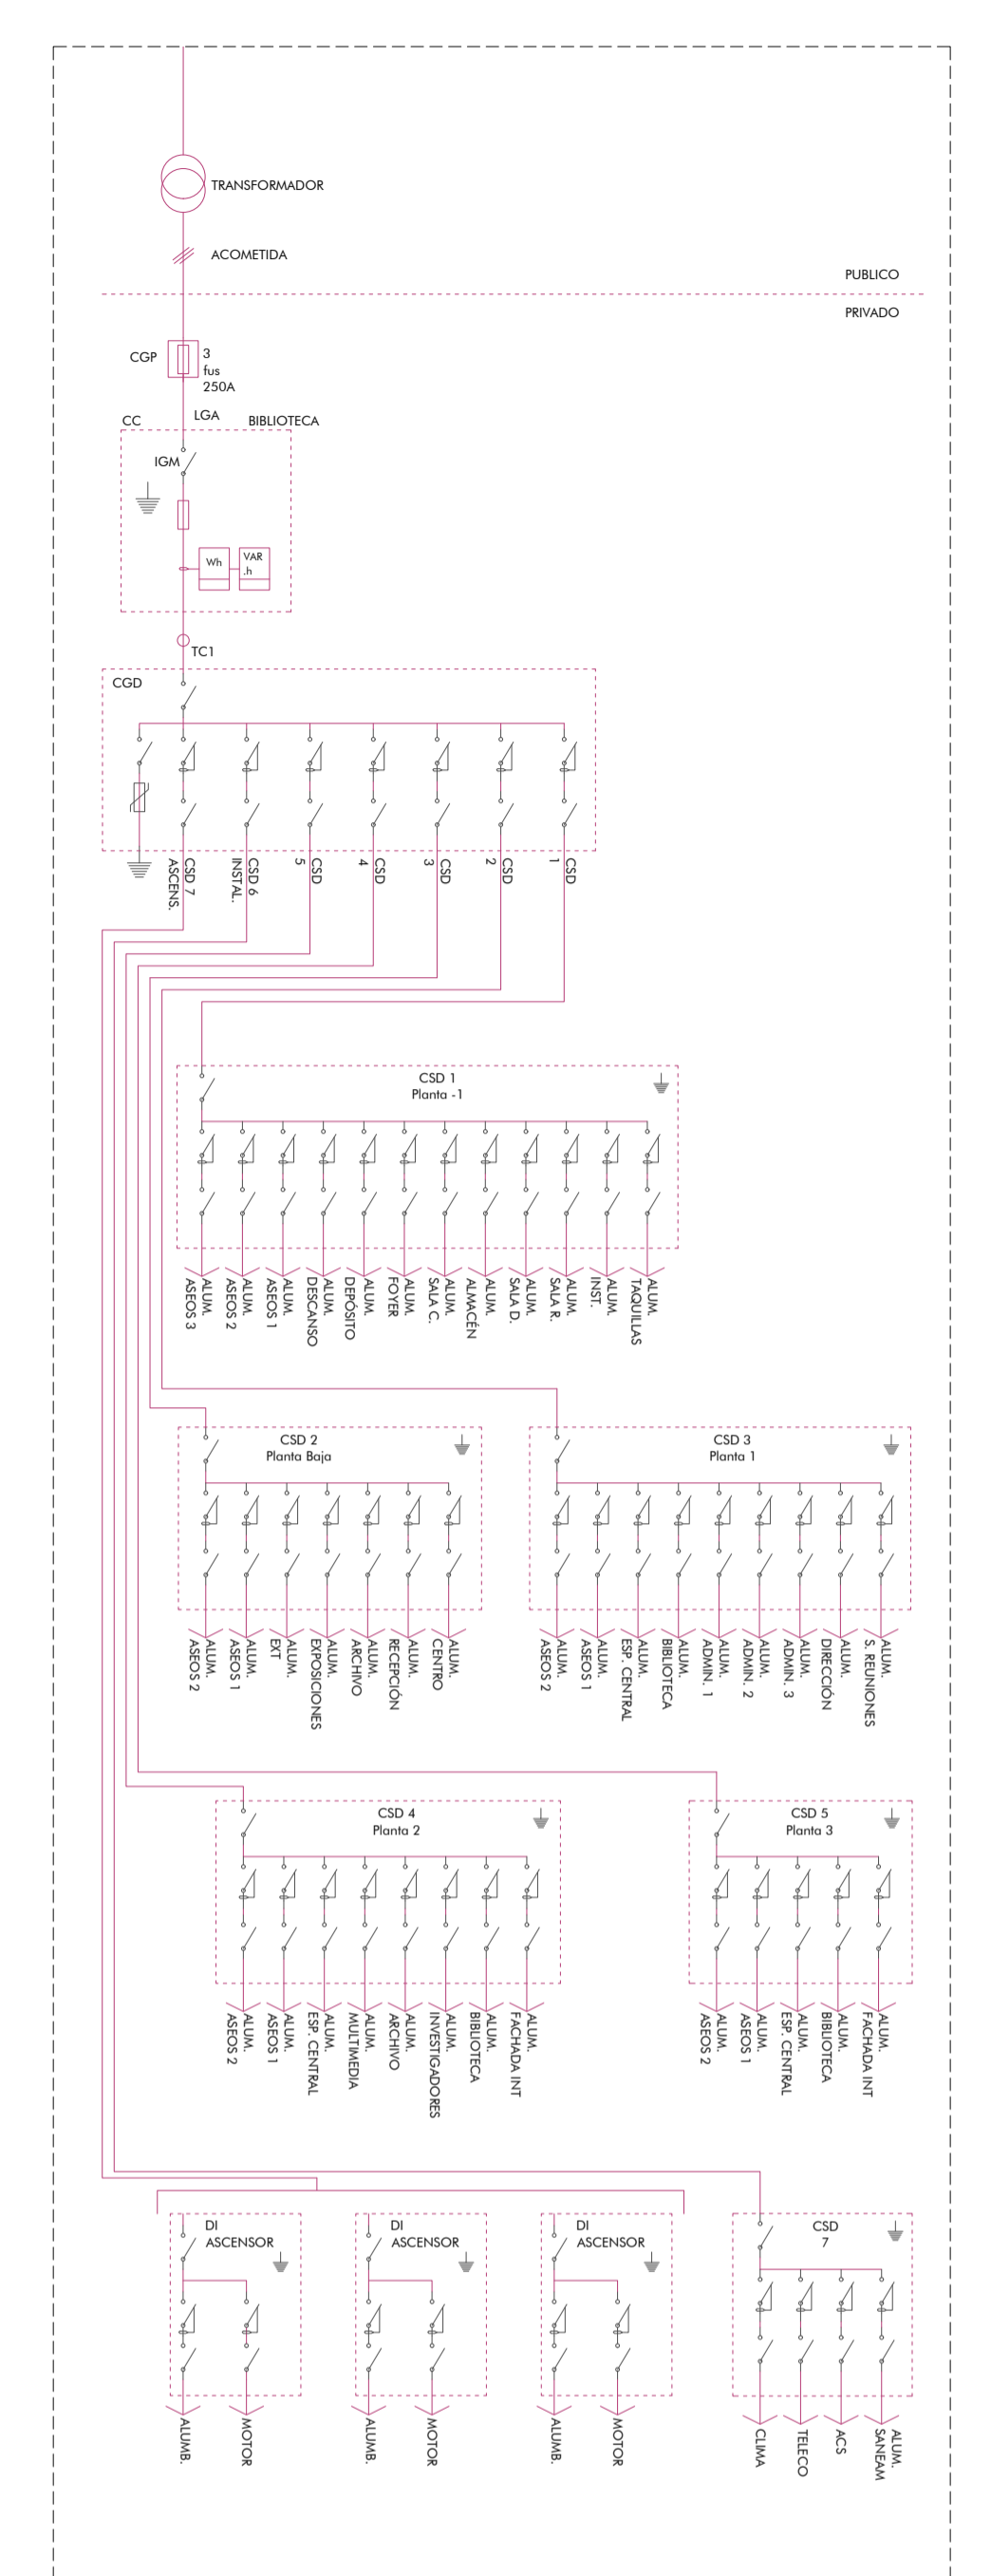 TRANSFORMADOR
ACOMETIDA
PUBLICO
PRIVADO
CGP
3
fus
250A
LGA
CC
BIBLIOTECA
IGM
Wh
VAR
.h
TC1
CGD
CSD 7
ASCENS.
CSD 6
INSTAL.
CSD
5
CSD
4
CSD
3
CSD
2
CSD
1
CSD 1
Planta -1
ALUM.
ASEOS 3
ALUM.
ASEOS 2
ALUM.
ASEOS 1
ALUM.
DESCANSO
ALUM.
DEPÓSITO
ALUM.
FOYER
ALUM.
SALA C.
ALUM.
ALMACÉN
ALUM.
SALA D.
ALUM.
SALA R.
ALUM.
INST.
ALUM.
TAQUILLAS
CSD 2
Planta Baja
ALUM.
ASEOS 2
ALUM.
ASEOS 1
ALUM.
EXT
ALUM.
EXPOSICIONES
ALUM.
ARCHIVO
ALUM.
RECEPCIÓN
ALUM.
CENTRO
CSD 3
Planta 1
ALUM.
ASEOS 2
ALUM.
ASEOS 1
ALUM.
ESP. CENTRAL
ALUM.
BIBLIOTECA
ALUM.
ADMIN. 1
ALUM.
ADMIN. 2
ALUM.
ADMIN. 3
ALUM.
DIRECCIÓN
ALUM.
S. REUNIONES
CSD 4
Planta 2
ALUM.
ASEOS 2
ALUM.
ASEOS 1
ALUM.
ESP. CENTRAL
ALUM.
MULTIMEDIA
ALUM.
ARCHIVO
ALUM.
INVESTIGADORES
ALUM.
BIBLIOTECA
ALUM.
FACHADA INT
CSD 5
Planta 3
ALUM.
ASEOS 2
ALUM.
ASEOS 1
ALUM.
ESP. CENTRAL
ALUM.
BIBLIOTECA
ALUM.
FACHADA INT
DI
ASCENSOR
ALUMB.
MOTOR
DI
ASCENSOR
ALUMB.
MOTOR
DI
ASCENSOR
ALUMB.
MOTOR
CSD
7
CLIMA
TELECO
ACS
ALUM.
SANEAM